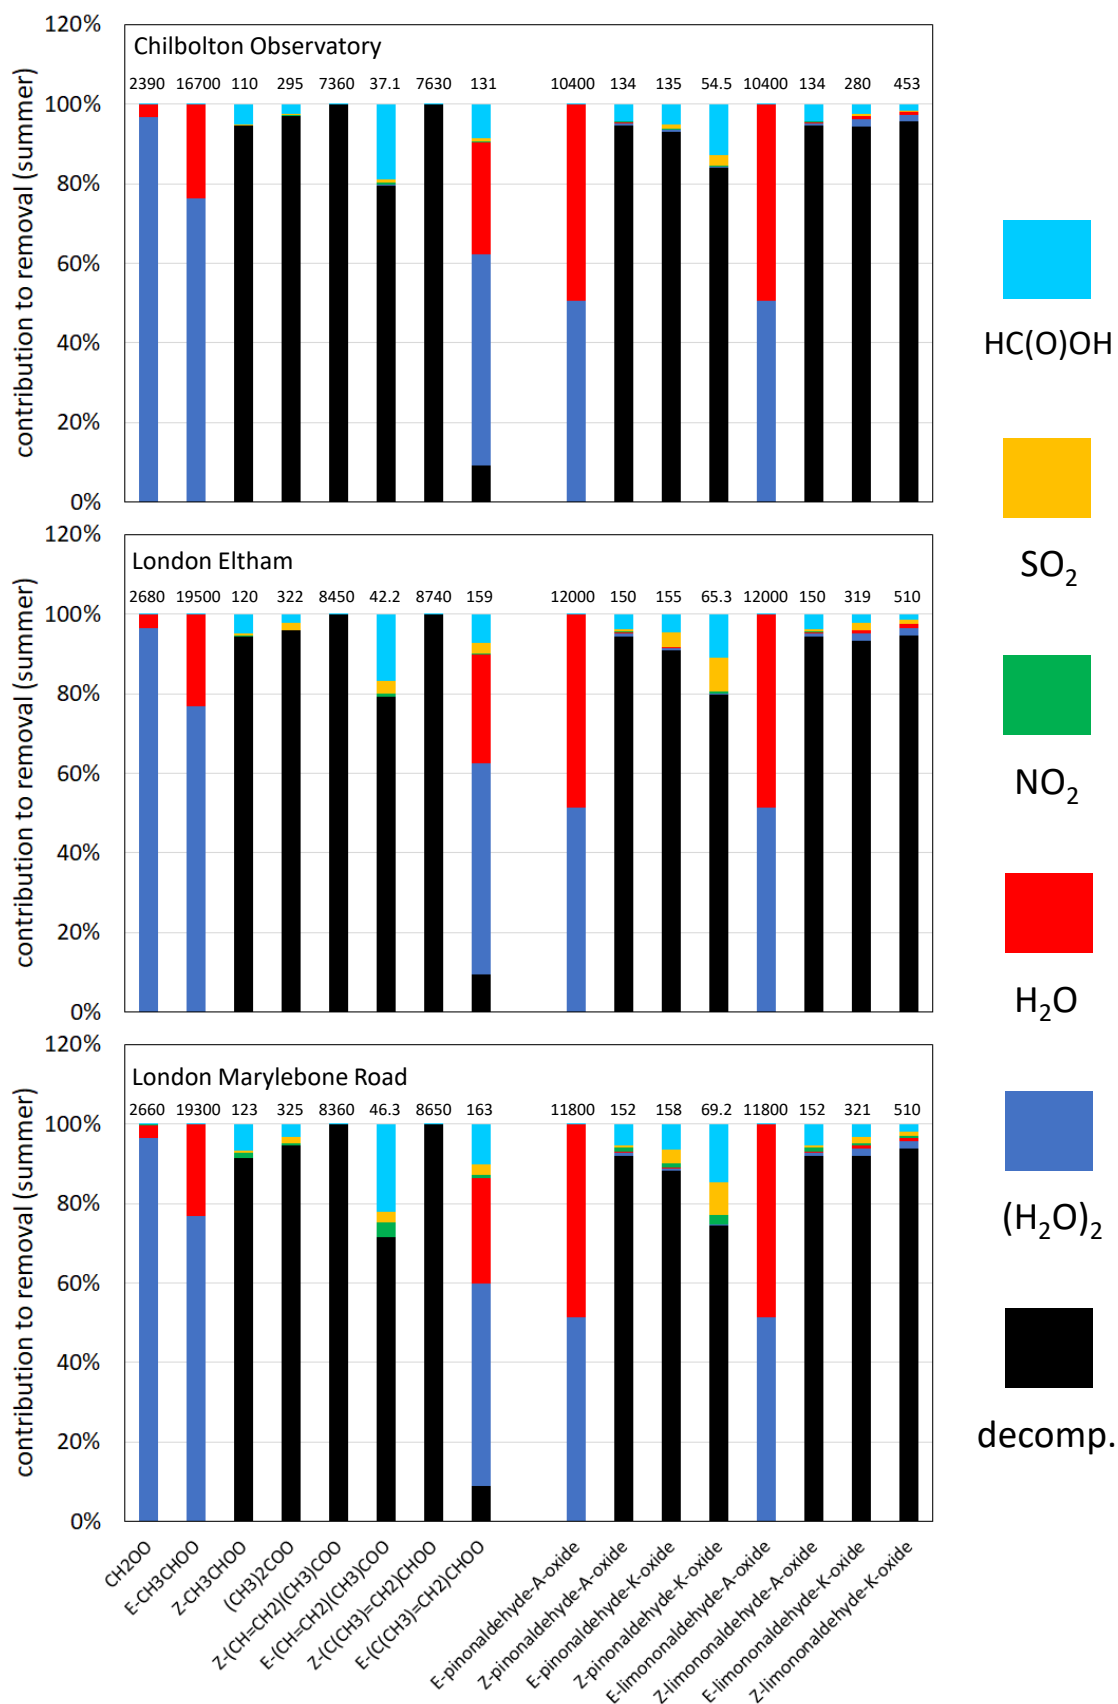 120%
Chilbolton Observatory
2390 16700 110 295 7360 37.1 7630 131 10400 134 135 54.5 10400 134 280 453
100%
80%
60%
40%
20%
0%
contribution to removal (summer)
120%
London Eltham
2680 19500 120 322 8450 42.2 8740 159 12000 150 155 65.3 12000 150 319 510
100%
80%
60%
40%
20%
0%
contribution to removal (summer)
120%
London Marylebone Road
2660 19300 123 325 8360 46.3 8650 163 11800 152 158 69.2 11800 152 321 510
100%
80%
60%
40%
20%
0%
contribution to removal (summer)
CH2OO
E-CH3CHOO
Z-CH3CHOO
(CH3)2COO
Z-(CH=CH2)(CH3)COO
E-(CH=CH2)(CH3)COO
Z-(C(CH3)=CH2)CHOO
E-(C(CH3)=CH2)CHOO
E-pinonaldehyde-A-oxide
Z-pinonaldehyde-A-oxide
E-pinonaldehyde-K-oxide
Z-pinonaldehyde-K-oxide
E-limononaldehyde-A-oxide
Z-limononaldehyde-A-oxide
E-limononaldehyde-K-oxide
Z-limononaldehyde-K-oxide
HC(O)OH
SO₂
NO₂
H₂O
(H₂O)₂
decomp.